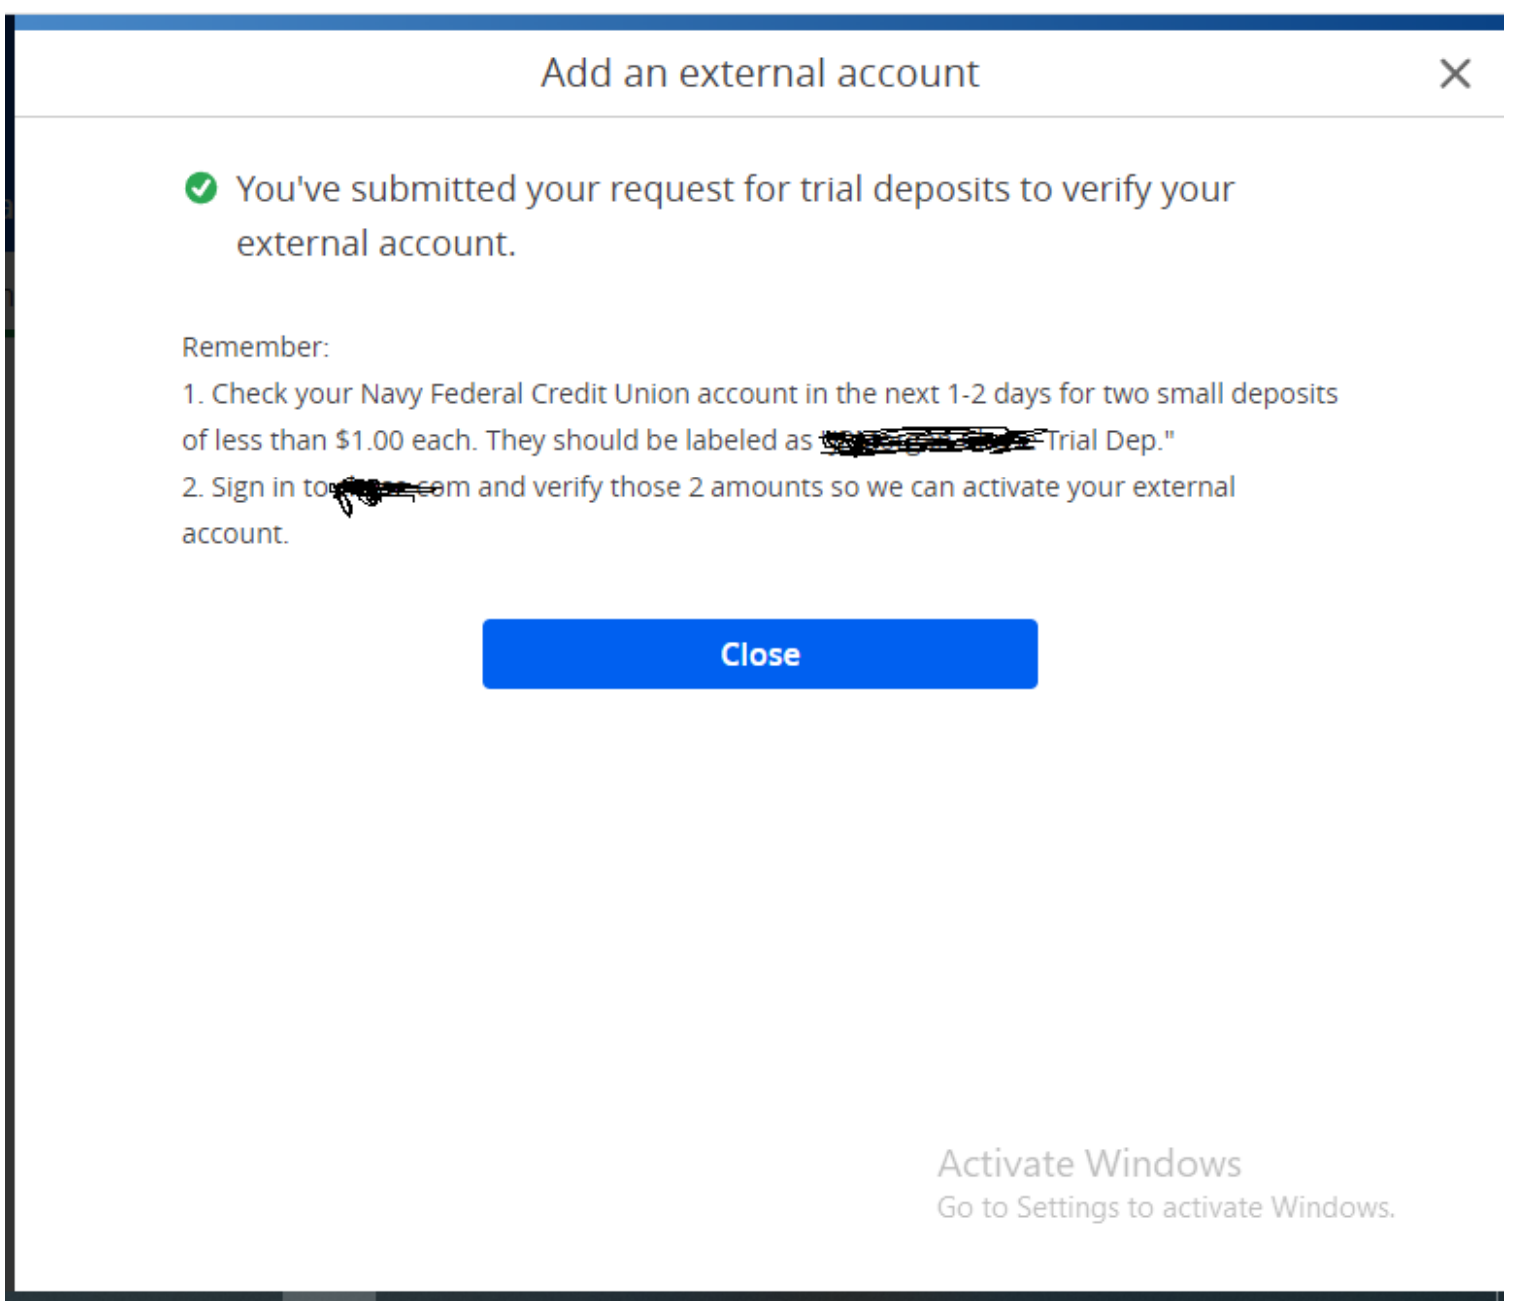 Add an external account
You've submitted your request for trial deposits to verify your
external account.
Remember:
1. Check your Navy Federal Credit Union account in the next 1-2 days for two small deposits
of less than $1.00 each. They should be labeled as Trial Dep."
2. Sign in to com and verify those 2 amounts so we can activate your external
account.
Close
Activate Windows
Go to Settings to activate Windows.